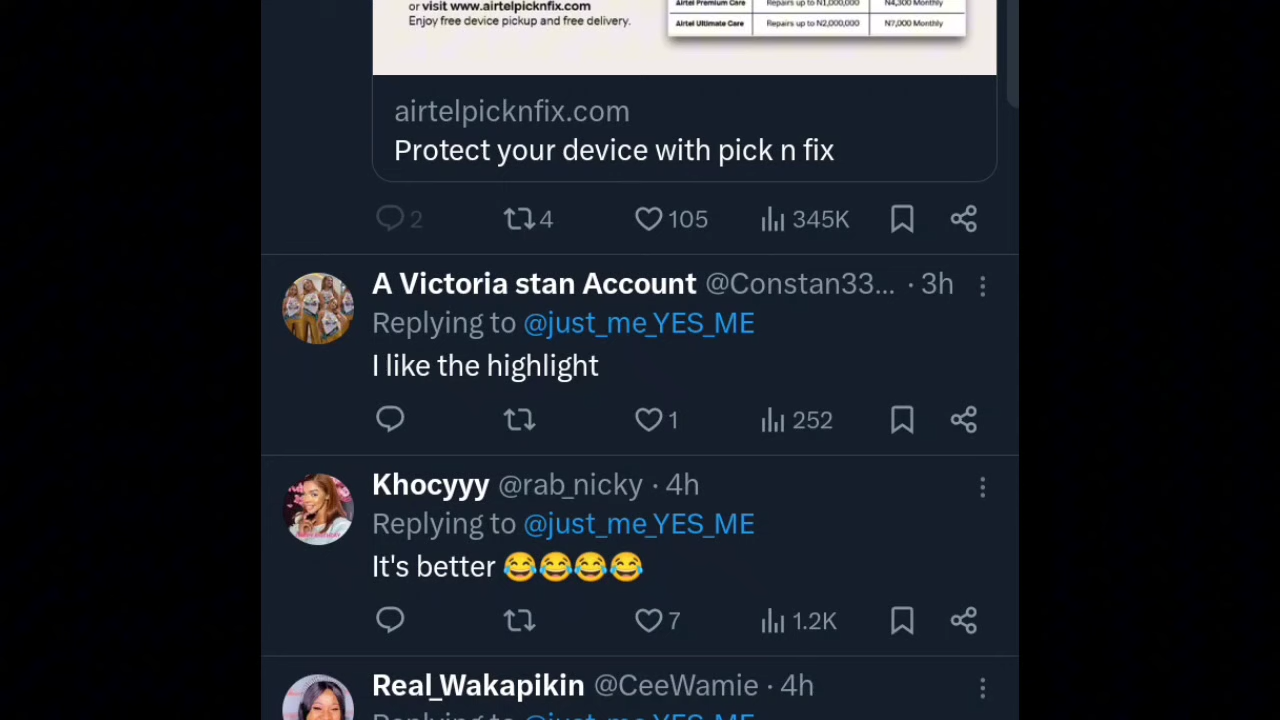 or visit www.airtelpicknfix.com
Enjoy free device pickup and free delivery.
Airtel Premium Care Repairs up to N1,000,000 N4,300 Monthly
Airtel Ultimate Care Repairs up to N2,000,000 N7,000 Monthly
airtelpicknfix.com
Protect your device with pick n fix
2 4 105 345K
A Victoria stan Account @Constan33... · 3h
Replying to @just_me_YES_ME
I like the highlight
1 252
Khocyyy @rab_nicky · 4h
Replying to @just_me_YES_ME
It's better 😂😂😂😂
7 1.2K
Real_Wakapikin @CeeWamie · 4h
Replying to @just_me_YES_ME